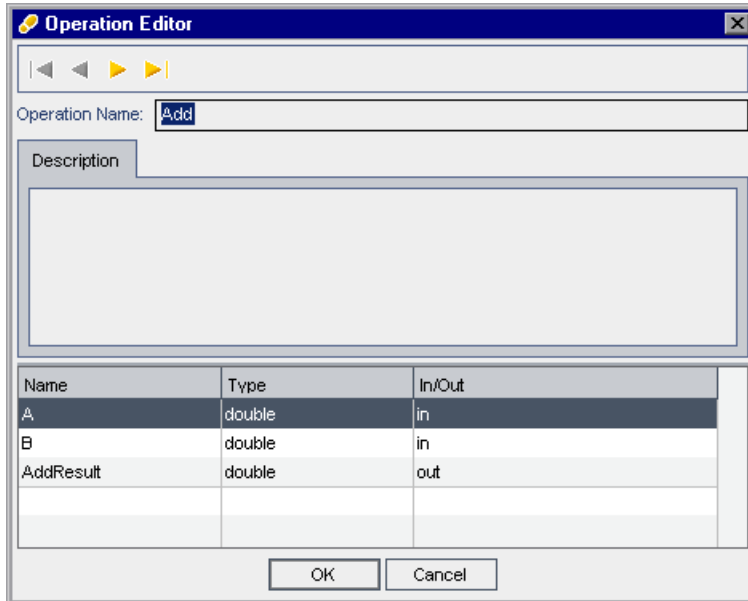 Operation Editor
Operation Name: Add
Description
Name Type In/Out
A double in
B double in
AddResult double out
OK Cancel